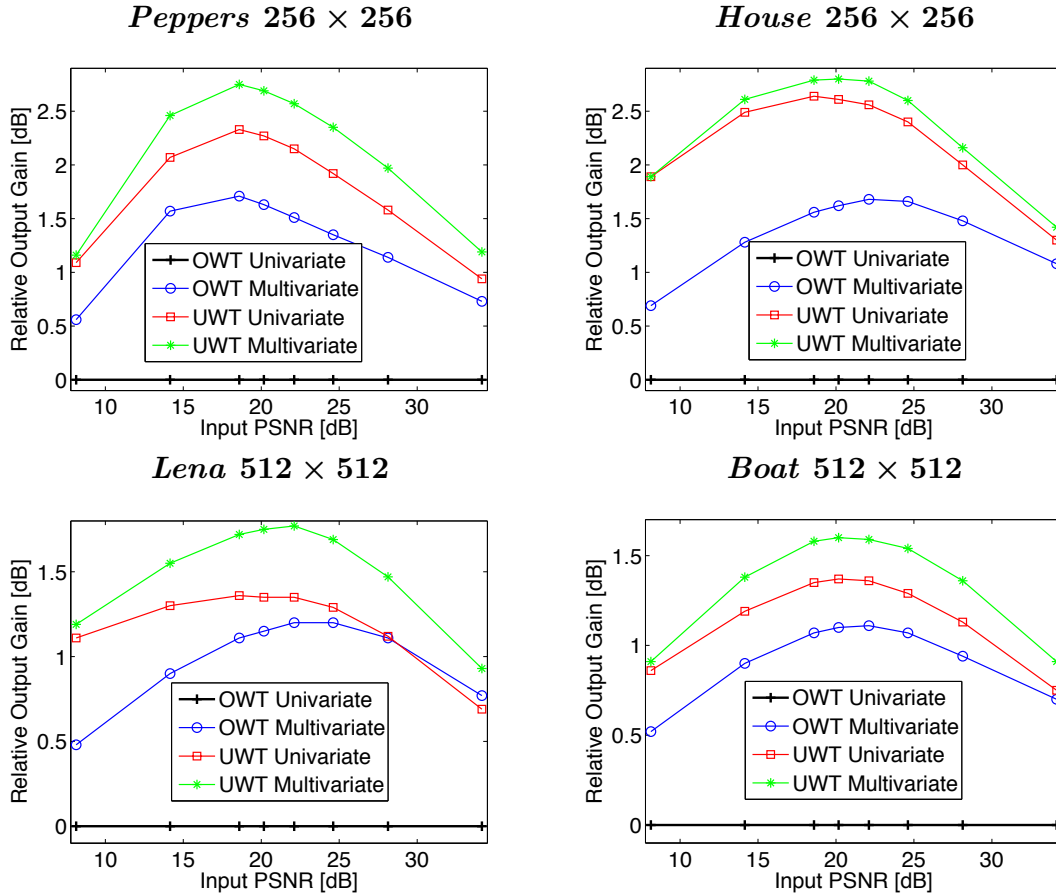 Peppers 256 × 256
Relative Output Gain [dB]
2.5
2
1.5
1
0.5
0
OWT Univariate
OWT Multivariate
UWT Univariate
UWT Multivariate
10 15 20 25 30
Input PSNR [dB]
House 256 × 256
Relative Output Gain [dB]
2.5
2
1.5
1
0.5
0
OWT Univariate
OWT Multivariate
UWT Univariate
UWT Multivariate
10 15 20 25 30
Input PSNR [dB]
Lena 512 × 512
Relative Output Gain [dB]
1.5
1
0.5
0
OWT Univariate
OWT Multivariate
UWT Univariate
UWT Multivariate
10 15 20 25 30
Input PSNR [dB]
Boat 512 × 512
Relative Output Gain [dB]
1.5
1
0.5
0
OWT Univariate
OWT Multivariate
UWT Univariate
UWT Multivariate
10 15 20 25 30
Input PSNR [dB]